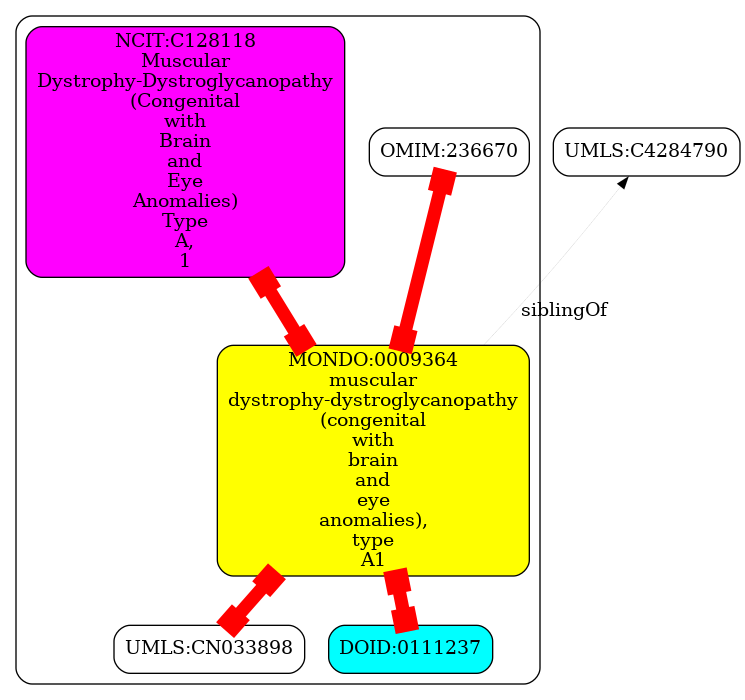 NCIT:C128118
Muscular
Dystrophy-Dystroglycanopathy
(Congenital
with
Brain
and
Eye
Anomalies)
Type
A,
1
OMIM:236670
UMLS:C4284790
siblingOf
MONDO:0009364
muscular
dystrophy-dystroglycanopathy
(congenital
with
brain
and
eye
anomalies),
type
A1
UMLS:CN033898
DOID:0111237